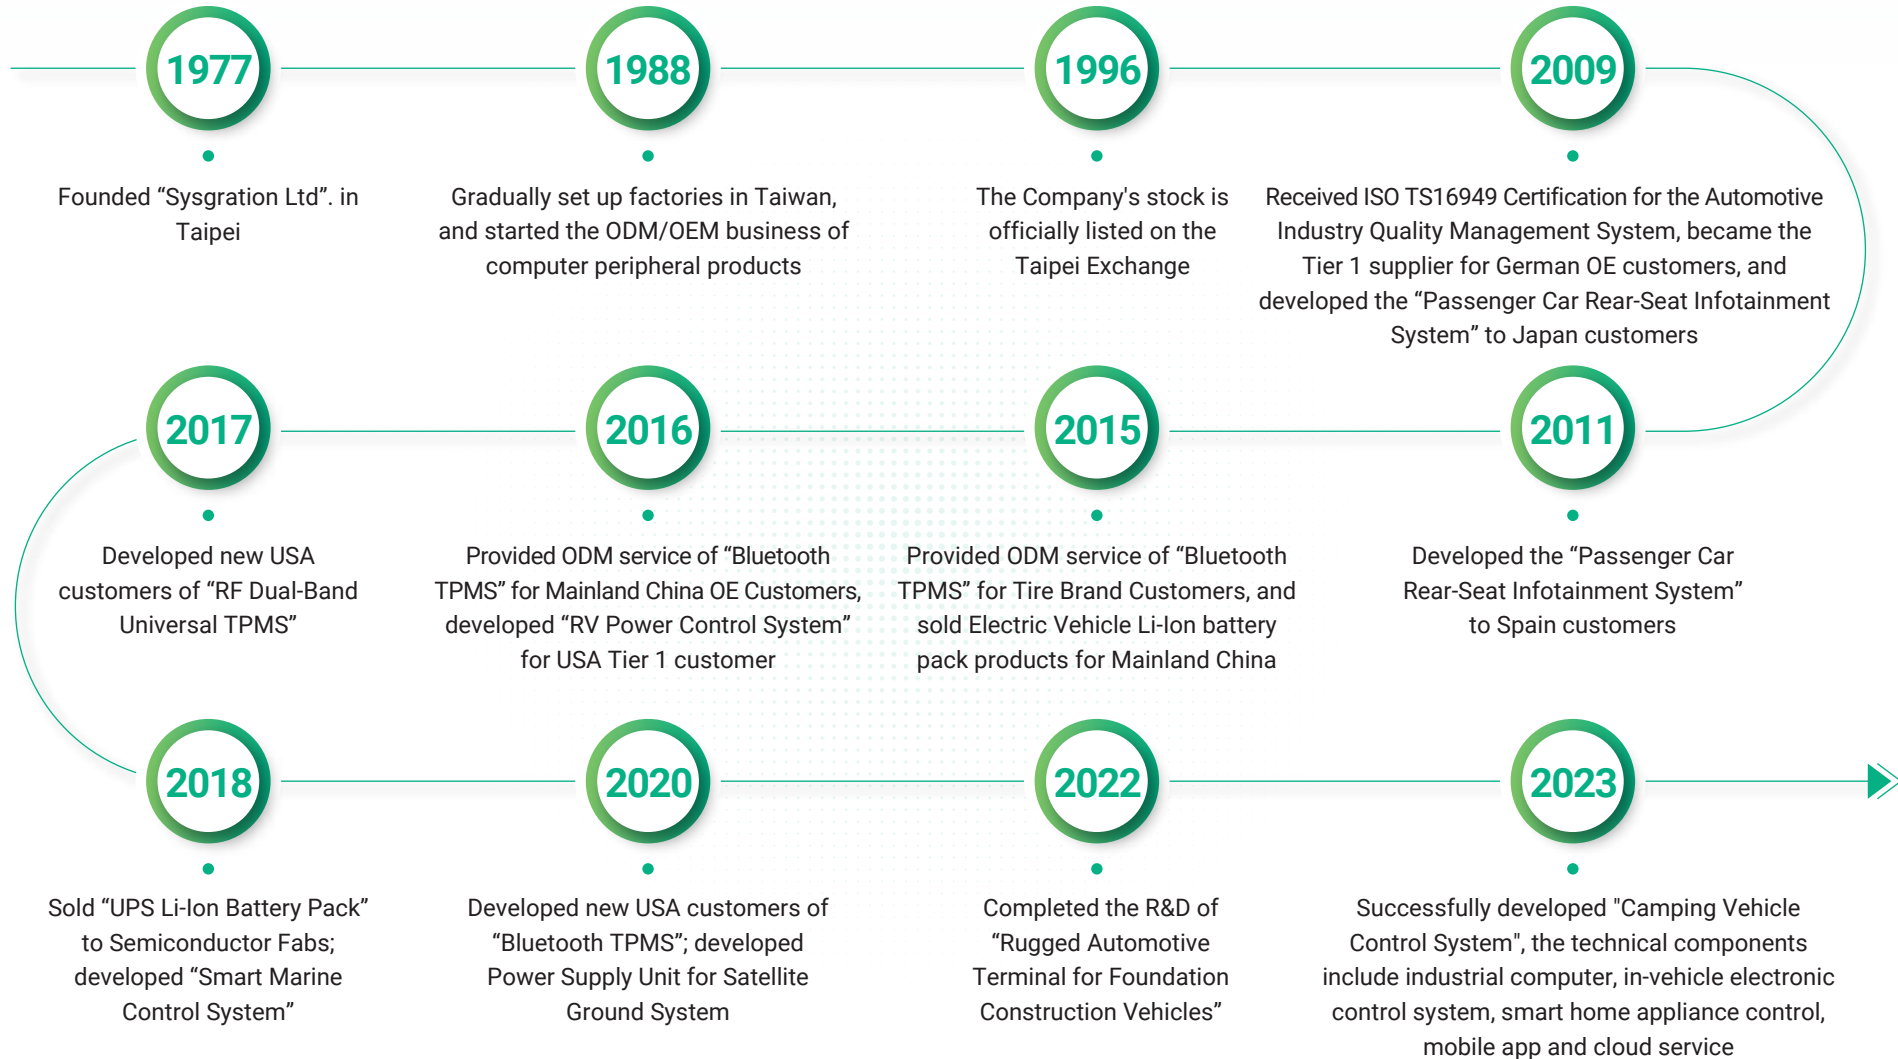 1977
Founded “Sysgration Ltd”. in
Taipei
1988
Gradually set up factories in Taiwan,
and started the ODM/OEM business of
computer peripheral products
1996
The Company's stock is
officially listed on the
Taipei Exchange
2009
Received ISO TS16949 Certification for the Automotive
Industry Quality Management System, became the
Tier 1 supplier for German OE customers, and
developed the “Passenger Car Rear-Seat Infotainment
System” to Japan customers
2011
Developed the “Passenger Car
Rear-Seat Infotainment System”
to Spain customers
2015
Provided ODM service of “Bluetooth
TPMS” for Tire Brand Customers, and
sold Electric Vehicle Li-Ion battery
pack products for Mainland China
2016
Provided ODM service of “Bluetooth
TPMS” for Mainland China OE Customers,
developed “RV Power Control System”
for USA Tier 1 customer
2017
Developed new USA
customers of “RF Dual-Band
Universal TPMS”
2018
Sold “UPS Li-Ion Battery Pack”
to Semiconductor Fabs;
developed “Smart Marine
Control System”
2020
Developed new USA customers of
“Bluetooth TPMS”; developed
Power Supply Unit for Satellite
Ground System
2022
Completed the R&D of
“Rugged Automotive
Terminal for Foundation
Construction Vehicles”
2023
Successfully developed "Camping Vehicle
Control System", the technical components
include industrial computer, in-vehicle electronic
control system, smart home appliance control,
mobile app and cloud service